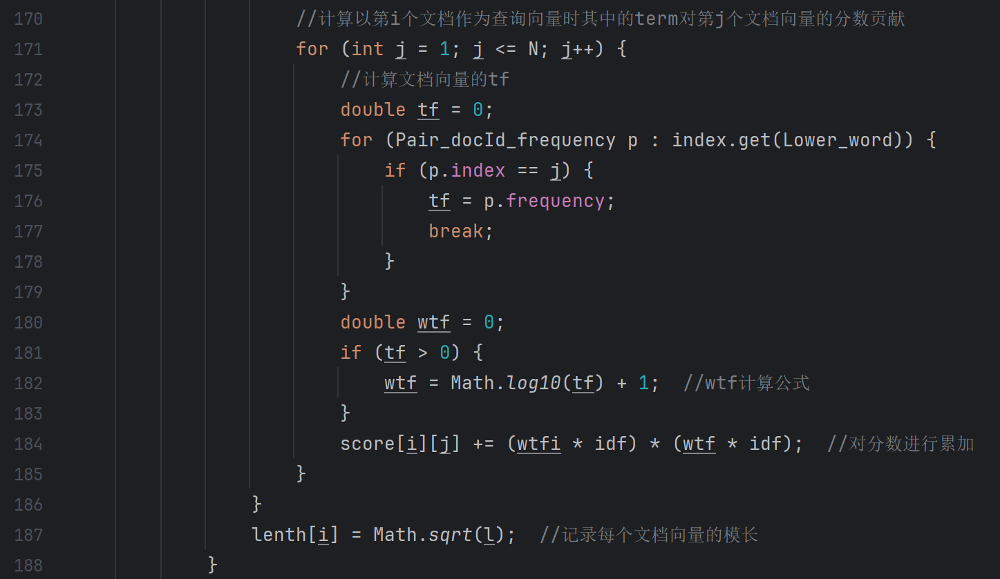 170 //计算以第i个文档作为查询向量时其中的term对第j个文档向量的分数贡献
171 for (int j = 1; j <= N; j++) {
172 //计算文档向量的tf
173 double tf = 0;
174 for (Pair_docId_frequency p : index.get(Lower_word)) {
175 if (p.index == j) {
176 tf = p.frequency;
177 break;
178 }
179 }
180 double wtf = 0;
181 if (tf > 0) {
182 wtf = Math.log10(tf) + 1;  //wtf计算公式
183 }
184 score[i][j] += (wtfi * idf) * (wtf * idf);  //对分数进行累加
185 }
186 }
187 lenth[i] = Math.sqrt(l);  //记录每个文档向量的模长
188 }